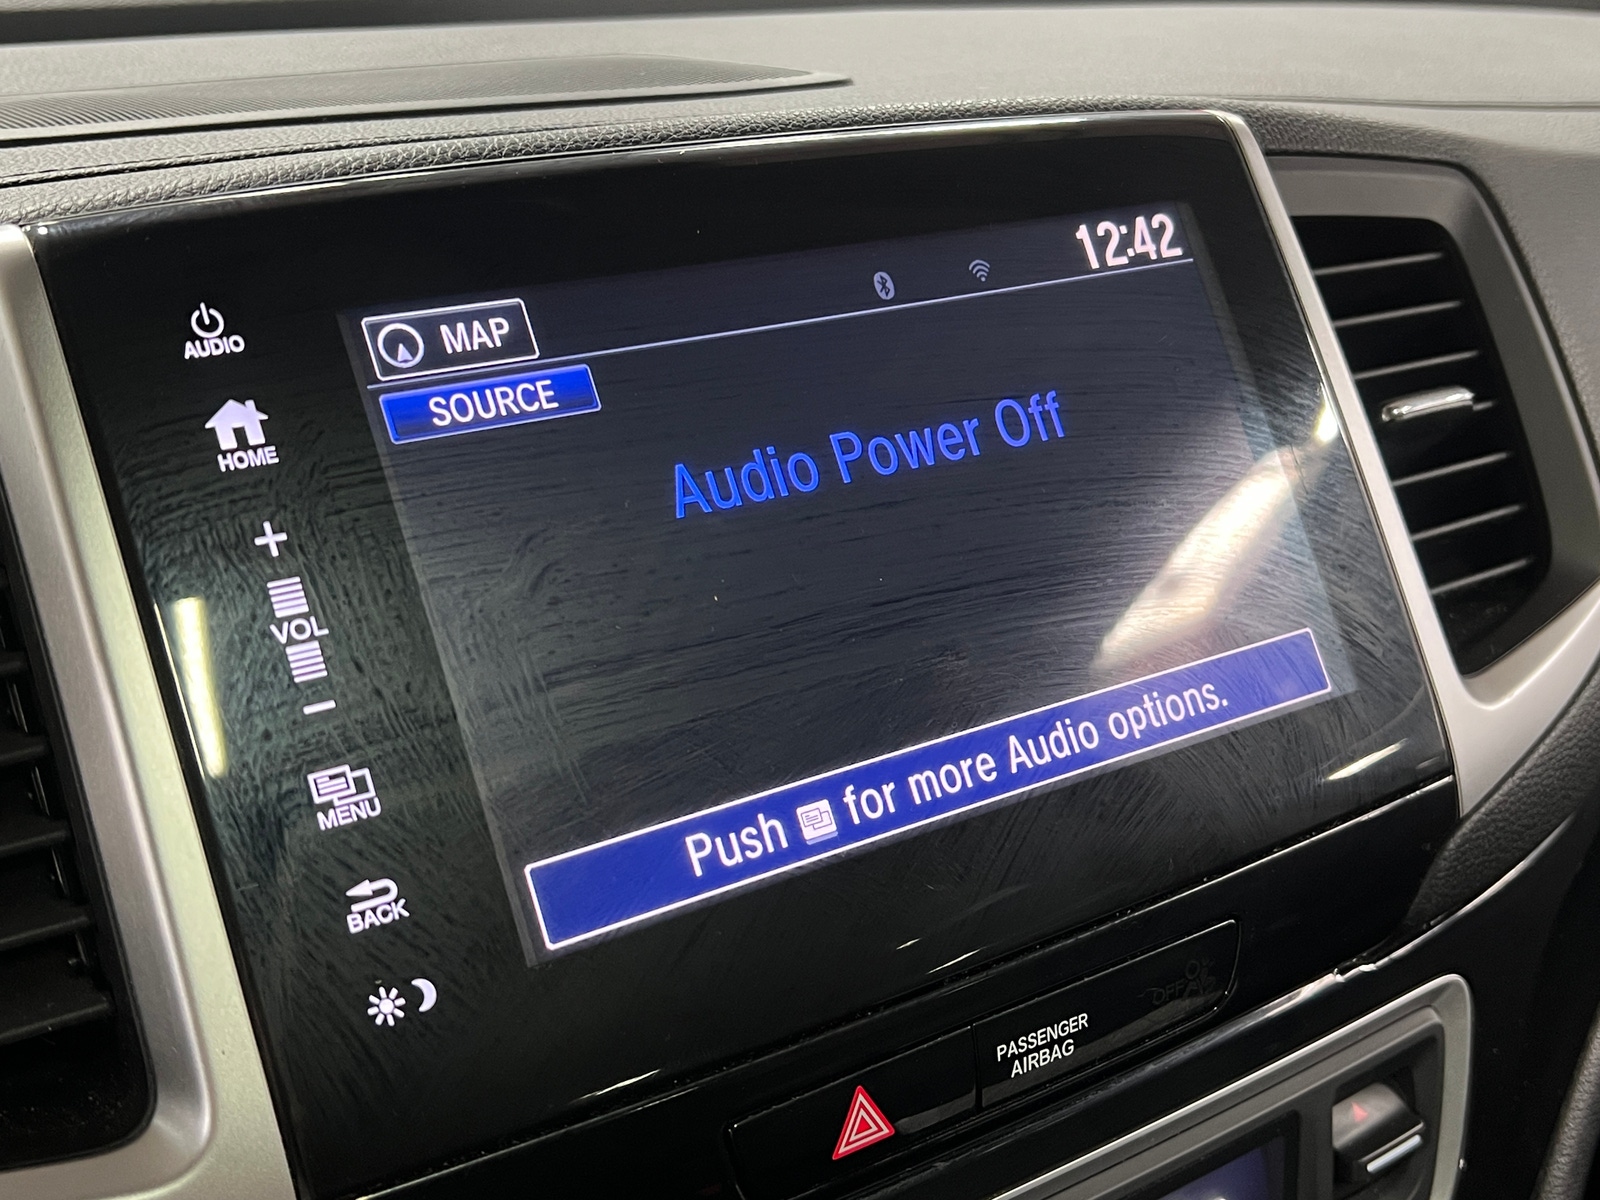 12:42
AUDIO
MAP
SOURCE
HOME
Audio Power Off
+
VOL
−
Push for more Audio options.
MENU
BACK
OFF
PASSENGER
AIRBAG